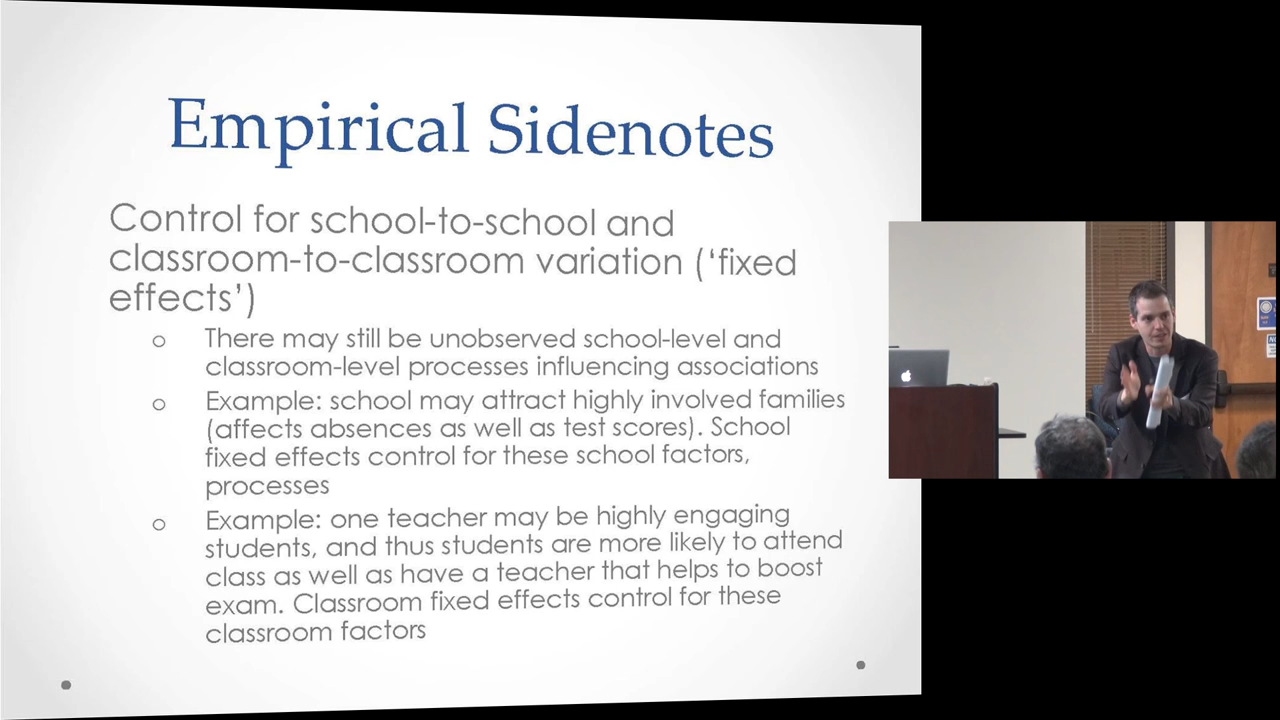 Empirical Sidenotes
Control for school-to-school and
classroom-to-classroom variation (‘fixed
effects’)
There may still be unobserved school-level and
classroom-level processes influencing associations
Example: school may attract highly involved families
(affects absences as well as test scores). School
fixed effects control for these school factors,
processes
Example: one teacher may be highly engaging
students, and thus students are more likely to attend
class as well as have a teacher that helps to boost
exam. Classroom fixed effects control for these
classroom factors